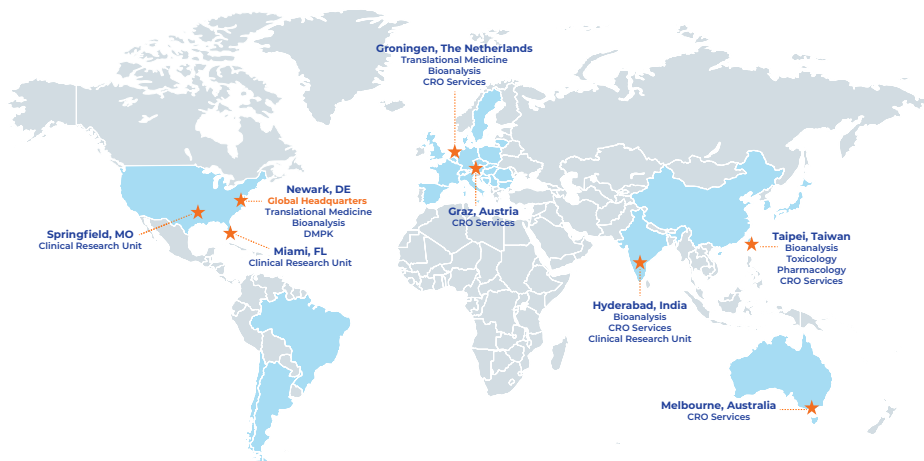 Groningen, The Netherlands
Translational Medicine
Bioanalysis
CRO Services
Newark, DE
Global Headquarters
Translational Medicine
Bioanalysis
DMPK
Springfield, MO
Clinical Research Unit
Miami, FL
Clinical Research Unit
Graz, Austria
CRO Services
Taipei, Taiwan
Bioanalysis
Toxicology
Pharmacology
CRO Services
Hyderabad, India
Bioanalysis
CRO Services
Clinical Research Unit
Melbourne, Australia
CRO Services